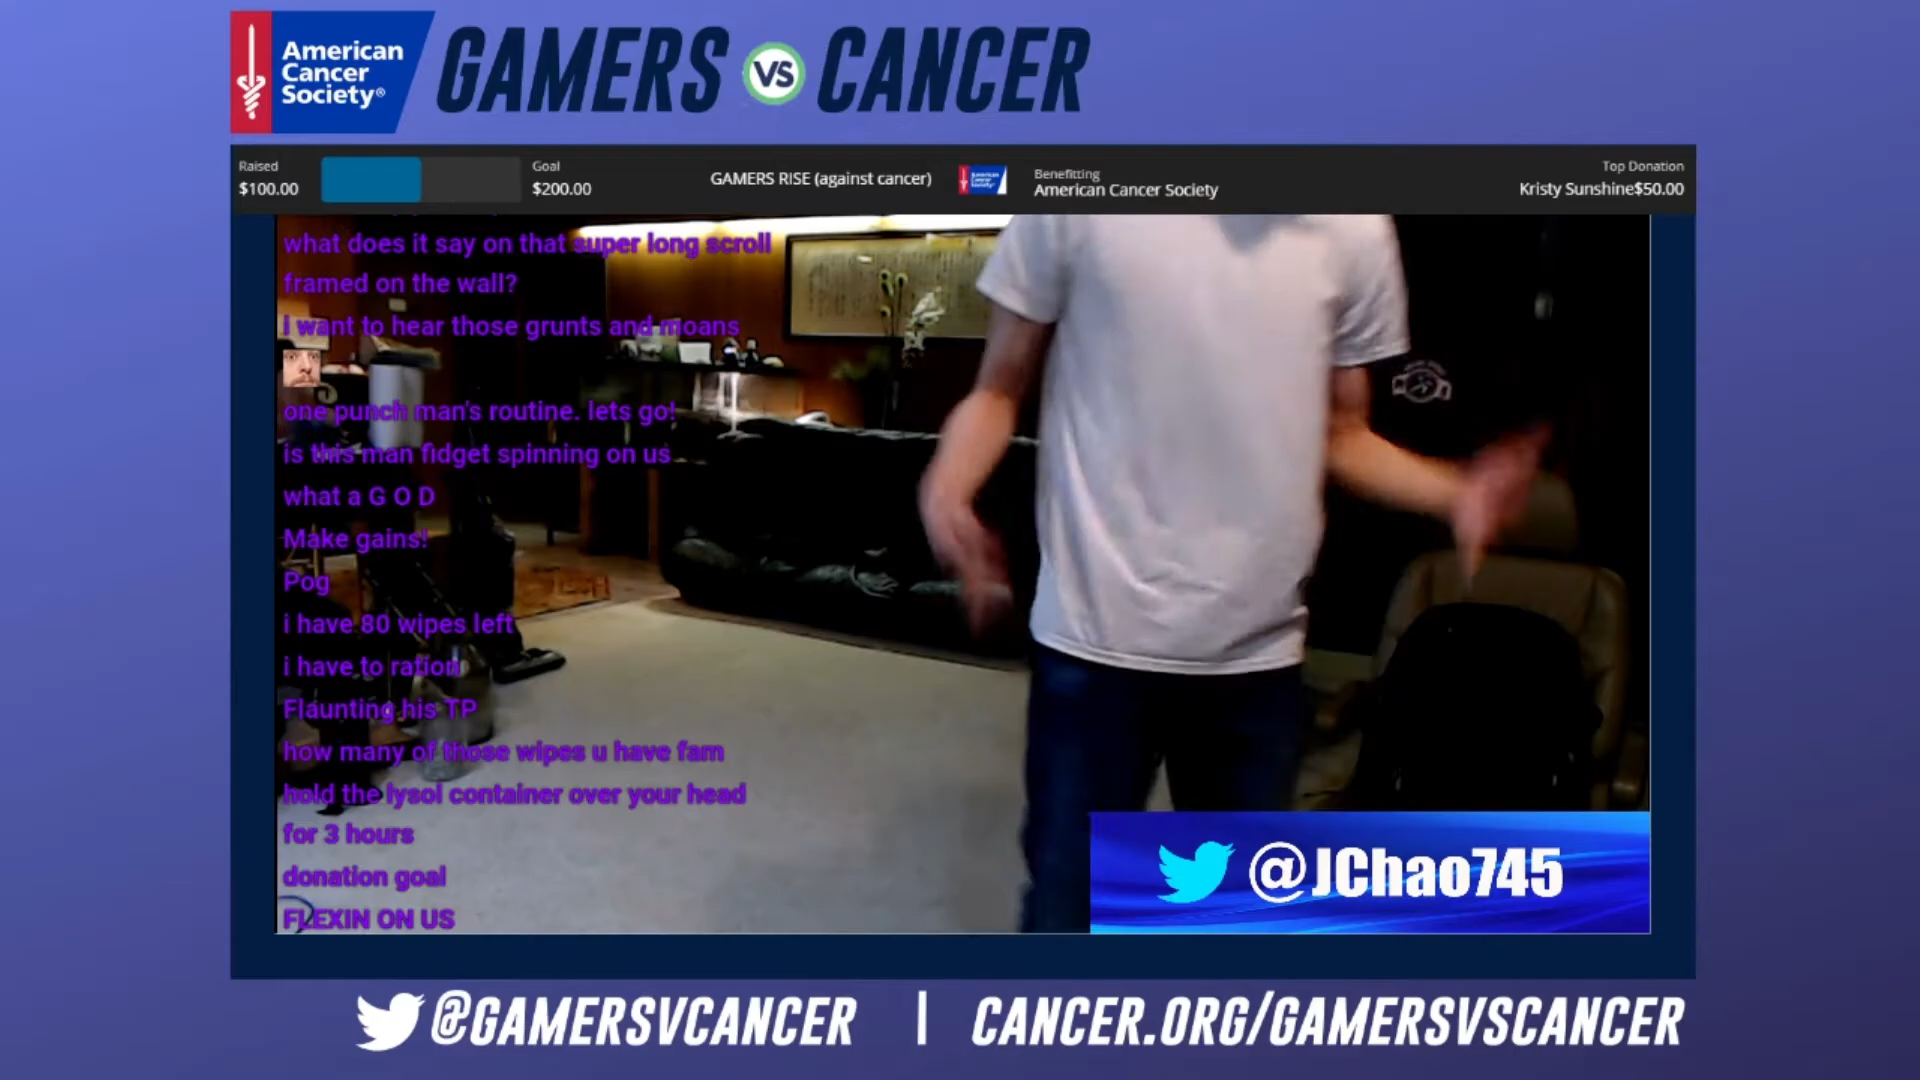 American
Cancer
Society®
GAMERS VS CANCER
Raised
$100.00
Goal
$200.00
GAMERS RISE (against cancer)
American
Cancer
Society
Benefitting
American Cancer Society
Top Donation
Kristy Sunshine$50.00
what does it say on that super long scroll
framed on the wall?
I want to hear those grunts and moans
one punch man's routine. lets go!
is this man fidget spinning on us
what a G O D
Make gains!
Pog
i have 80 wipes left
i have to ration
Flaunting his TP
how many of those wipes u have fam
hold the lysol container over your head
for 3 hours
donation goal
FLEXIN ON US
@JChao745
@GAMERSVCANCER | CANCER.ORG/GAMERSVSCANCER